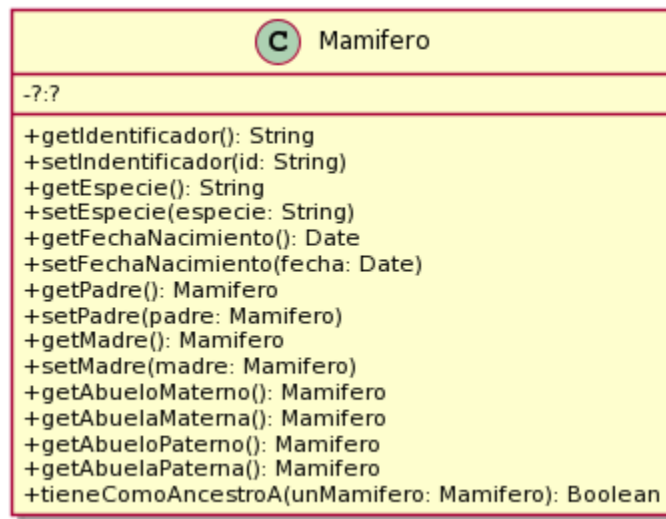 C Mamifero
-?:?
+getIdentificador(): String
+setIndentificador(id: String)
+getEspecie(): String
+setEspecie(especie: String)
+getFechaNacimiento(): Date
+setFechaNacimiento(fecha: Date)
+getPadre(): Mamifero
+setPadre(padre: Mamifero)
+getMadre(): Mamifero
+setMadre(madre: Mamifero)
+getAbueloMaterno(): Mamifero
+getAbuelaMaterna(): Mamifero
+getAbueloPaterno(): Mamifero
+getAbuelaPaterna(): Mamifero
+tieneComoAncestroA(unMamifero: Mamifero): Boolean